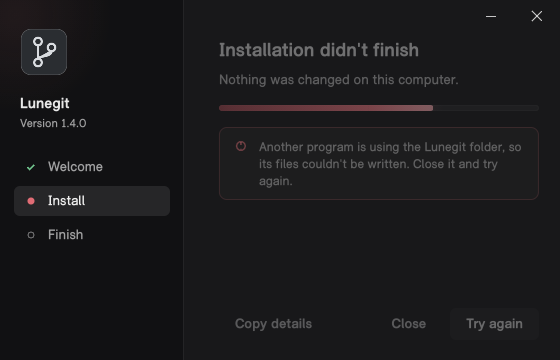 Lunegit
Version 1.4.0
Welcome
Install
Finish
Installation didn't finish
Nothing was changed on this computer.
Another program is using the Lunegit folder, so
its files couldn't be written. Close it and try
again.
Copy details
Close
Try again